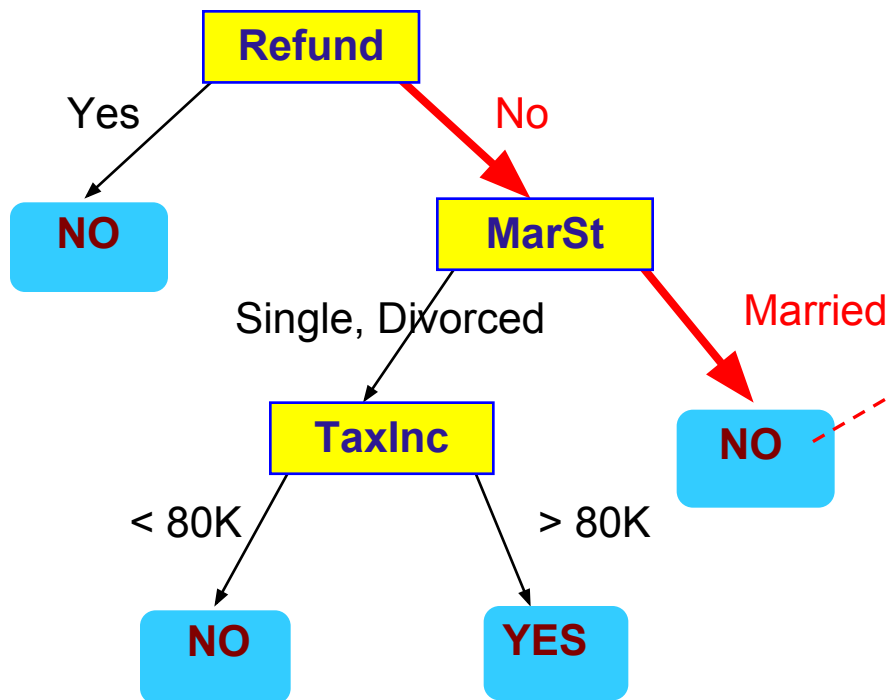 Refund
Yes
No
NO
MarSt
Single, Divorced
Married
TaxInc
NO
< 80K
> 80K
NO
YES